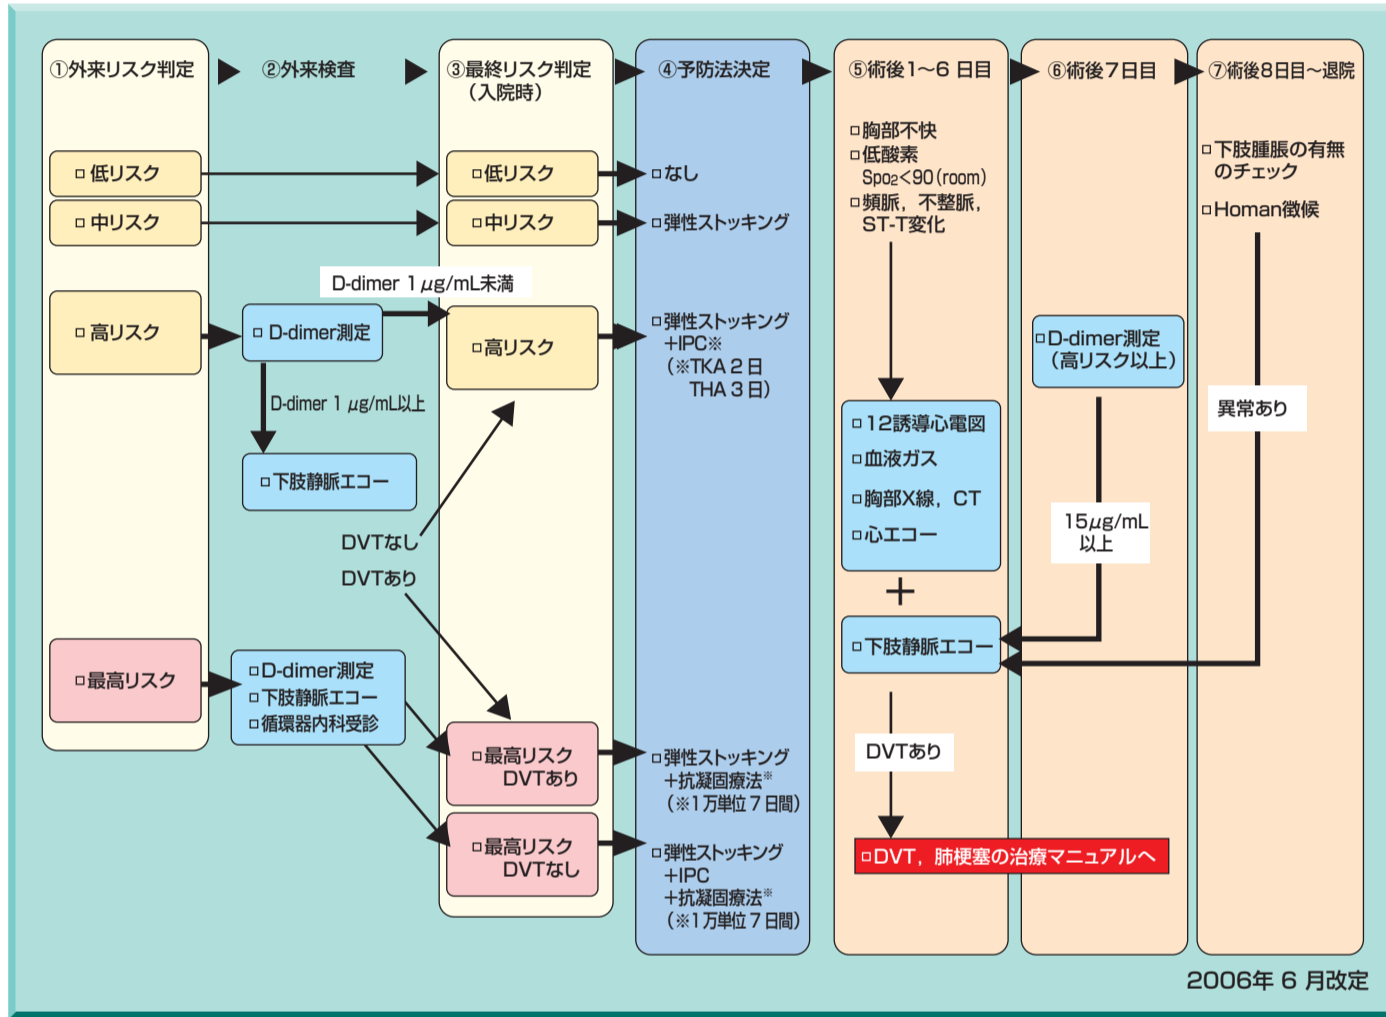 ①外来リスク判定
②外来検査
③最終リスク判定
（入院時）
④予防法決定
⑤術後1～6 日目
⑥術後7日目
⑦術後8日目～退院
□低リスク
□中リスク
□高リスク
□最高リスク
D-dimer 1 μg/mL未満
□ D-dimer測定
D-dimer 1 μg/mL以上
□下肢静脈エコー
DVTなし
DVTあり
□D-dimer測定
□下肢静脈エコー
□循環器内科受診
□低リスク
□中リスク
□高リスク
□最高リスク
DVTあり
□最高リスク
DVTなし
□なし
□弾性ストッキング
□弾性ストッキング
+IPC※
（※TKA 2 日
THA 3 日）
□弾性ストッキング
+抗凝固療法※
（※1万単位 7 日間）
□弾性ストッキング
+IPC
+抗凝固療法※
（※1万単位 7 日間）
□胸部不快
□低酸素
Spo2<90（room）
□頻脈，不整脈，
ST-T変化
□12誘導心電図
□血液ガス
□胸部X線，CT
□心エコー
+
□下肢静脈エコー
DVTあり
□DVT，肺梗塞の治療マニュアルへ
□D-dimer測定
（高リスク以上）
15μg/mL
以上
□下肢腫脹の有無
のチェック
□Homan徴候
異常あり
2006年 6 月改定